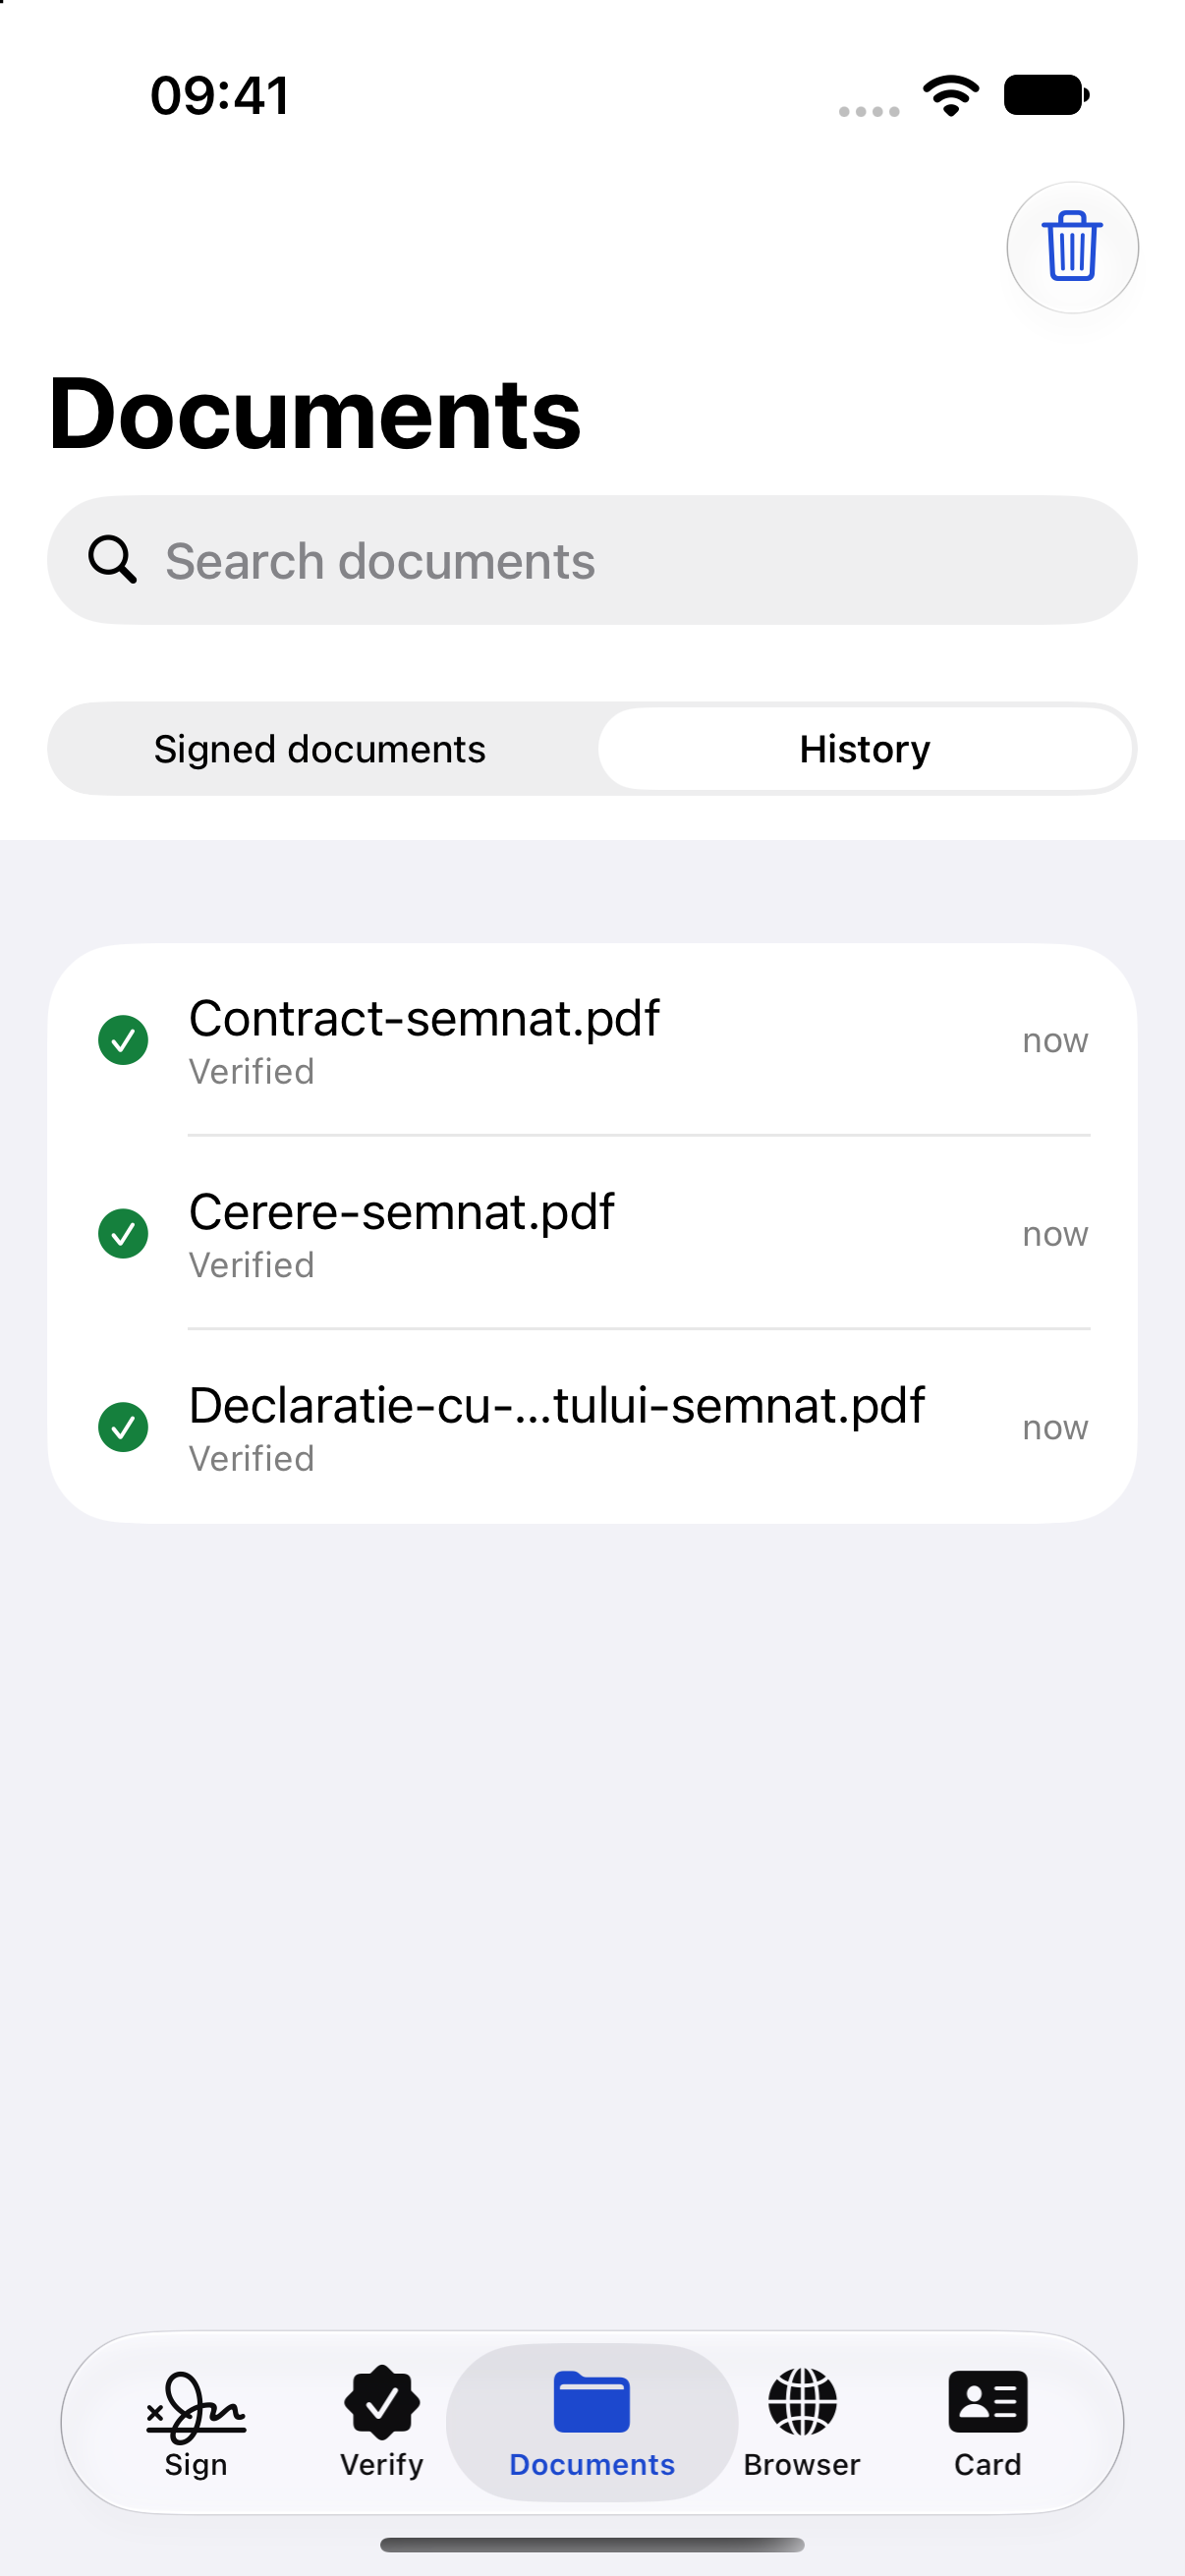 09:41
Documents
Search documents
Signed documents
History
Contract-semnat.pdf
now
Verified
Cerere-semnat.pdf
now
Verified
Declaratie-cu-...tului-semnat.pdf
now
Verified
Sign
Verify
Documents
Browser
Card